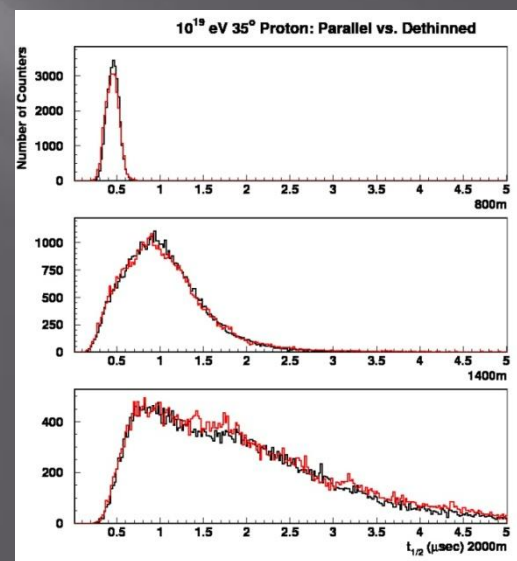 10^19 eV 35° Proton: Parallel vs. Dethinned
Number of Counters
3000
2000
1000
0
0.5 1 1.5 2 2.5 3 3.5 4 4.5 5
800m
1000
750
500
250
0
0.5 1 1.5 2 2.5 3 3.5 4 4.5 5
1400m
400
200
0
0.5 1 1.5 2 2.5 3 3.5 4 4.5 5
t1/2 (μsec) 2000m